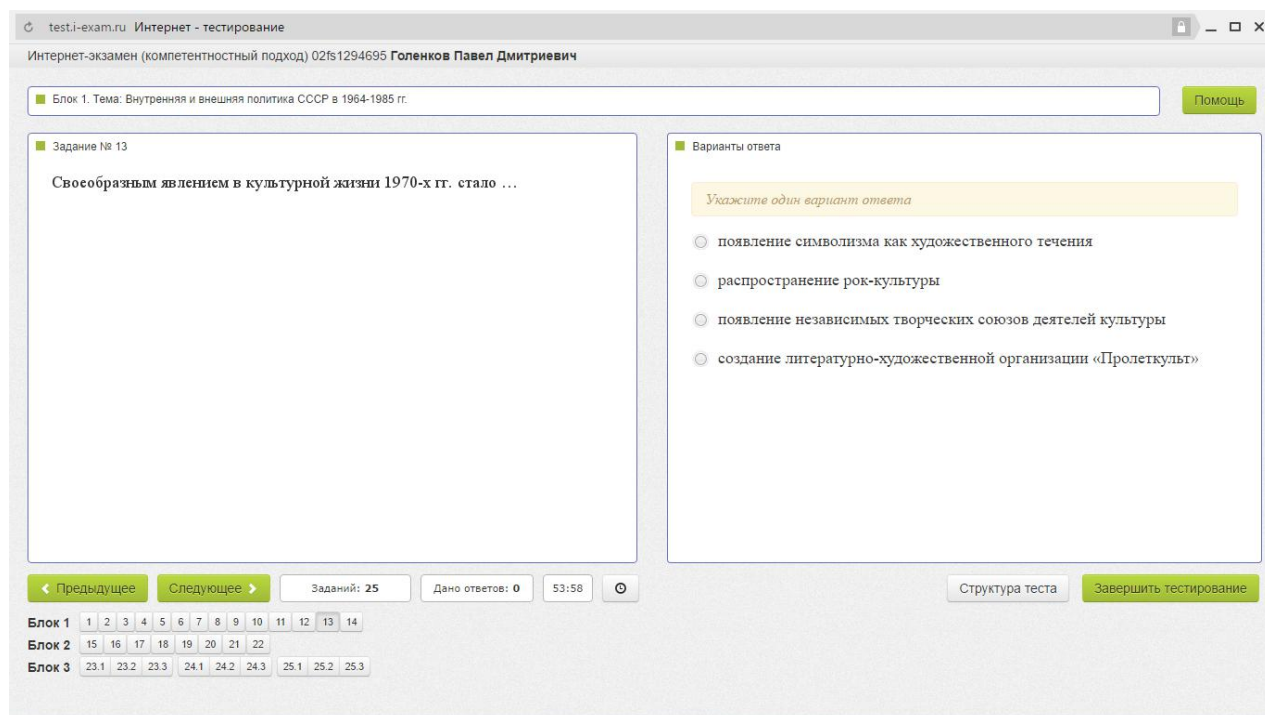 test.i-exam.ru Интернет - тестирование
Интернет-экзамен (компетентностный подход) 02fs1294695 Голенков Павел Дмитриевич
Блок 1. Тема: Внутренняя и внешняя политика СССР в 1964-1985 гг.
Помощь
Задание № 13
Своеобразным явлением в культурной жизни 1970-х гг. стало …
Варианты ответа
Укажите один вариант ответа
появление символизма как художественного течения
распространение рок-культуры
появление независимых творческих союзов деятелей культуры
создание литературно-художественной организации «Пролеткульт»
Предыдущее Следующее Заданий: 25 Дано ответов: 0 53:58 Структура теста Завершить тестирование
Блок 1 1 2 3 4 5 6 7 8 9 10 11 12 13 14
Блок 2 15 16 17 18 19 20 21 22
Блок 3 23.1 23.2 23.3 24.1 24.2 24.3 25.1 25.2 25.3